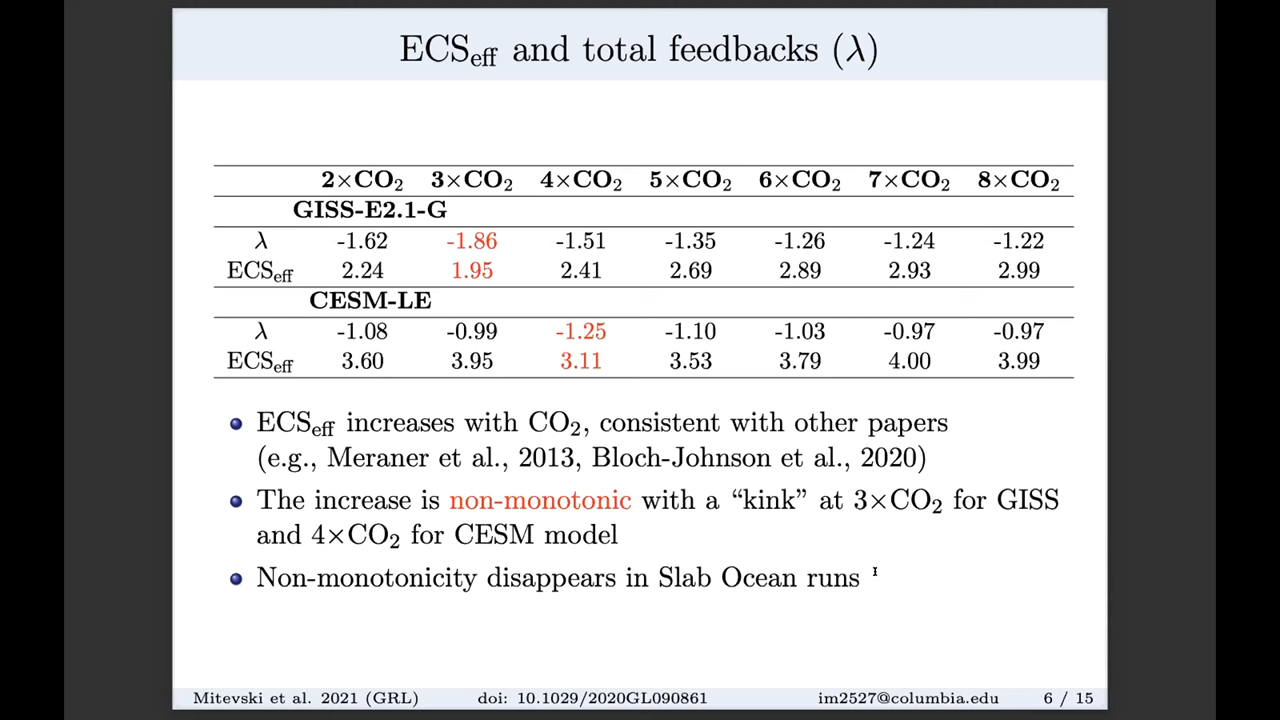 ECSeff and total feedbacks (λ)
2×CO₂ 3×CO₂ 4×CO₂ 5×CO₂ 6×CO₂ 7×CO₂ 8×CO₂
GISS-E2.1-G
λ -1.62 -1.86 -1.51 -1.35 -1.26 -1.24 -1.22
ECSeff 2.24 1.95 2.41 2.69 2.89 2.93 2.99
CESM-LE
λ -1.08 -0.99 -1.25 -1.10 -1.03 -0.97 -0.97
ECSeff 3.60 3.95 3.11 3.53 3.79 4.00 3.99
ECSeff increases with CO₂, consistent with other papers
(e.g., Meraner et al., 2013, Bloch-Johnson et al., 2020)
The increase is non-monotonic with a “kink” at 3×CO₂ for GISS
and 4×CO₂ for CESM model
Non-monotonicity disappears in Slab Ocean runs
Mitevski et al. 2021 (GRL) doi: 10.1029/2020GL090861 im2527@columbia.edu 6 / 15